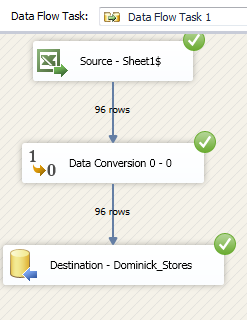 Data Flow Task: Data Flow Task 1
Source - Sheet1$
96 rows
1
0
Data Conversion 0 - 0
96 rows
Destination - Dominick_Stores